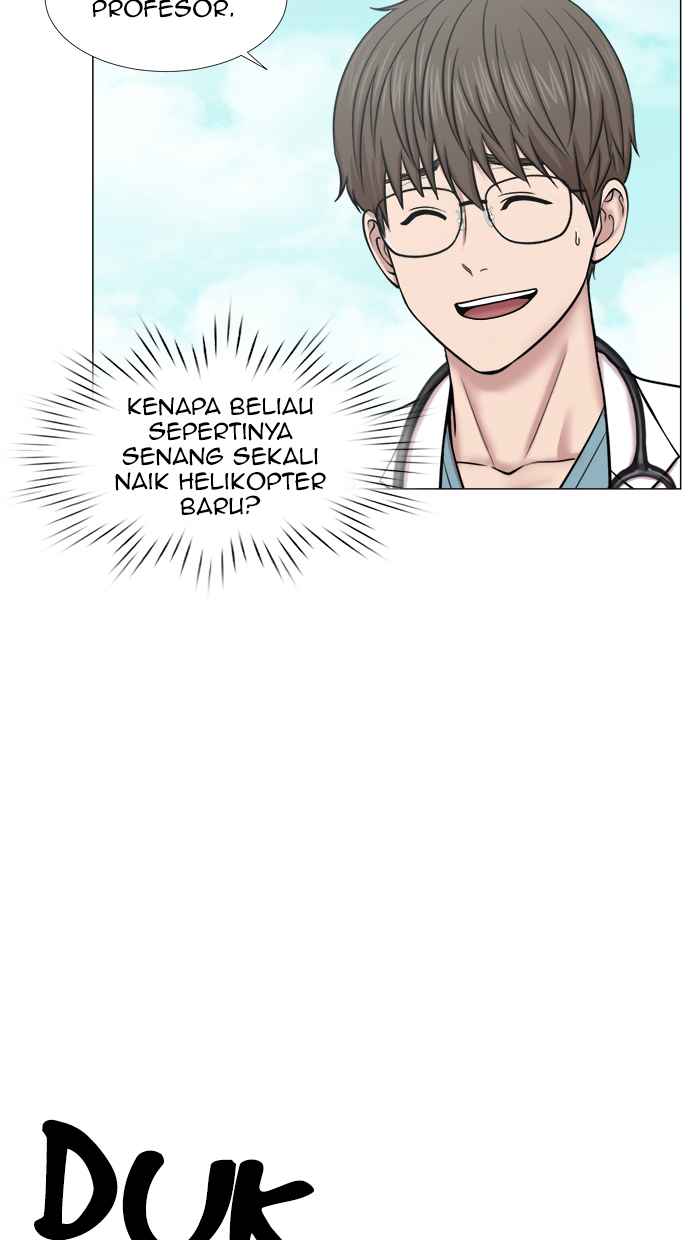 PROFESOR.
KENAPA BELIAU
SEPERTINYA
SENANG SEKALI
NAIK HELIKOPTER
BARU?
DUK